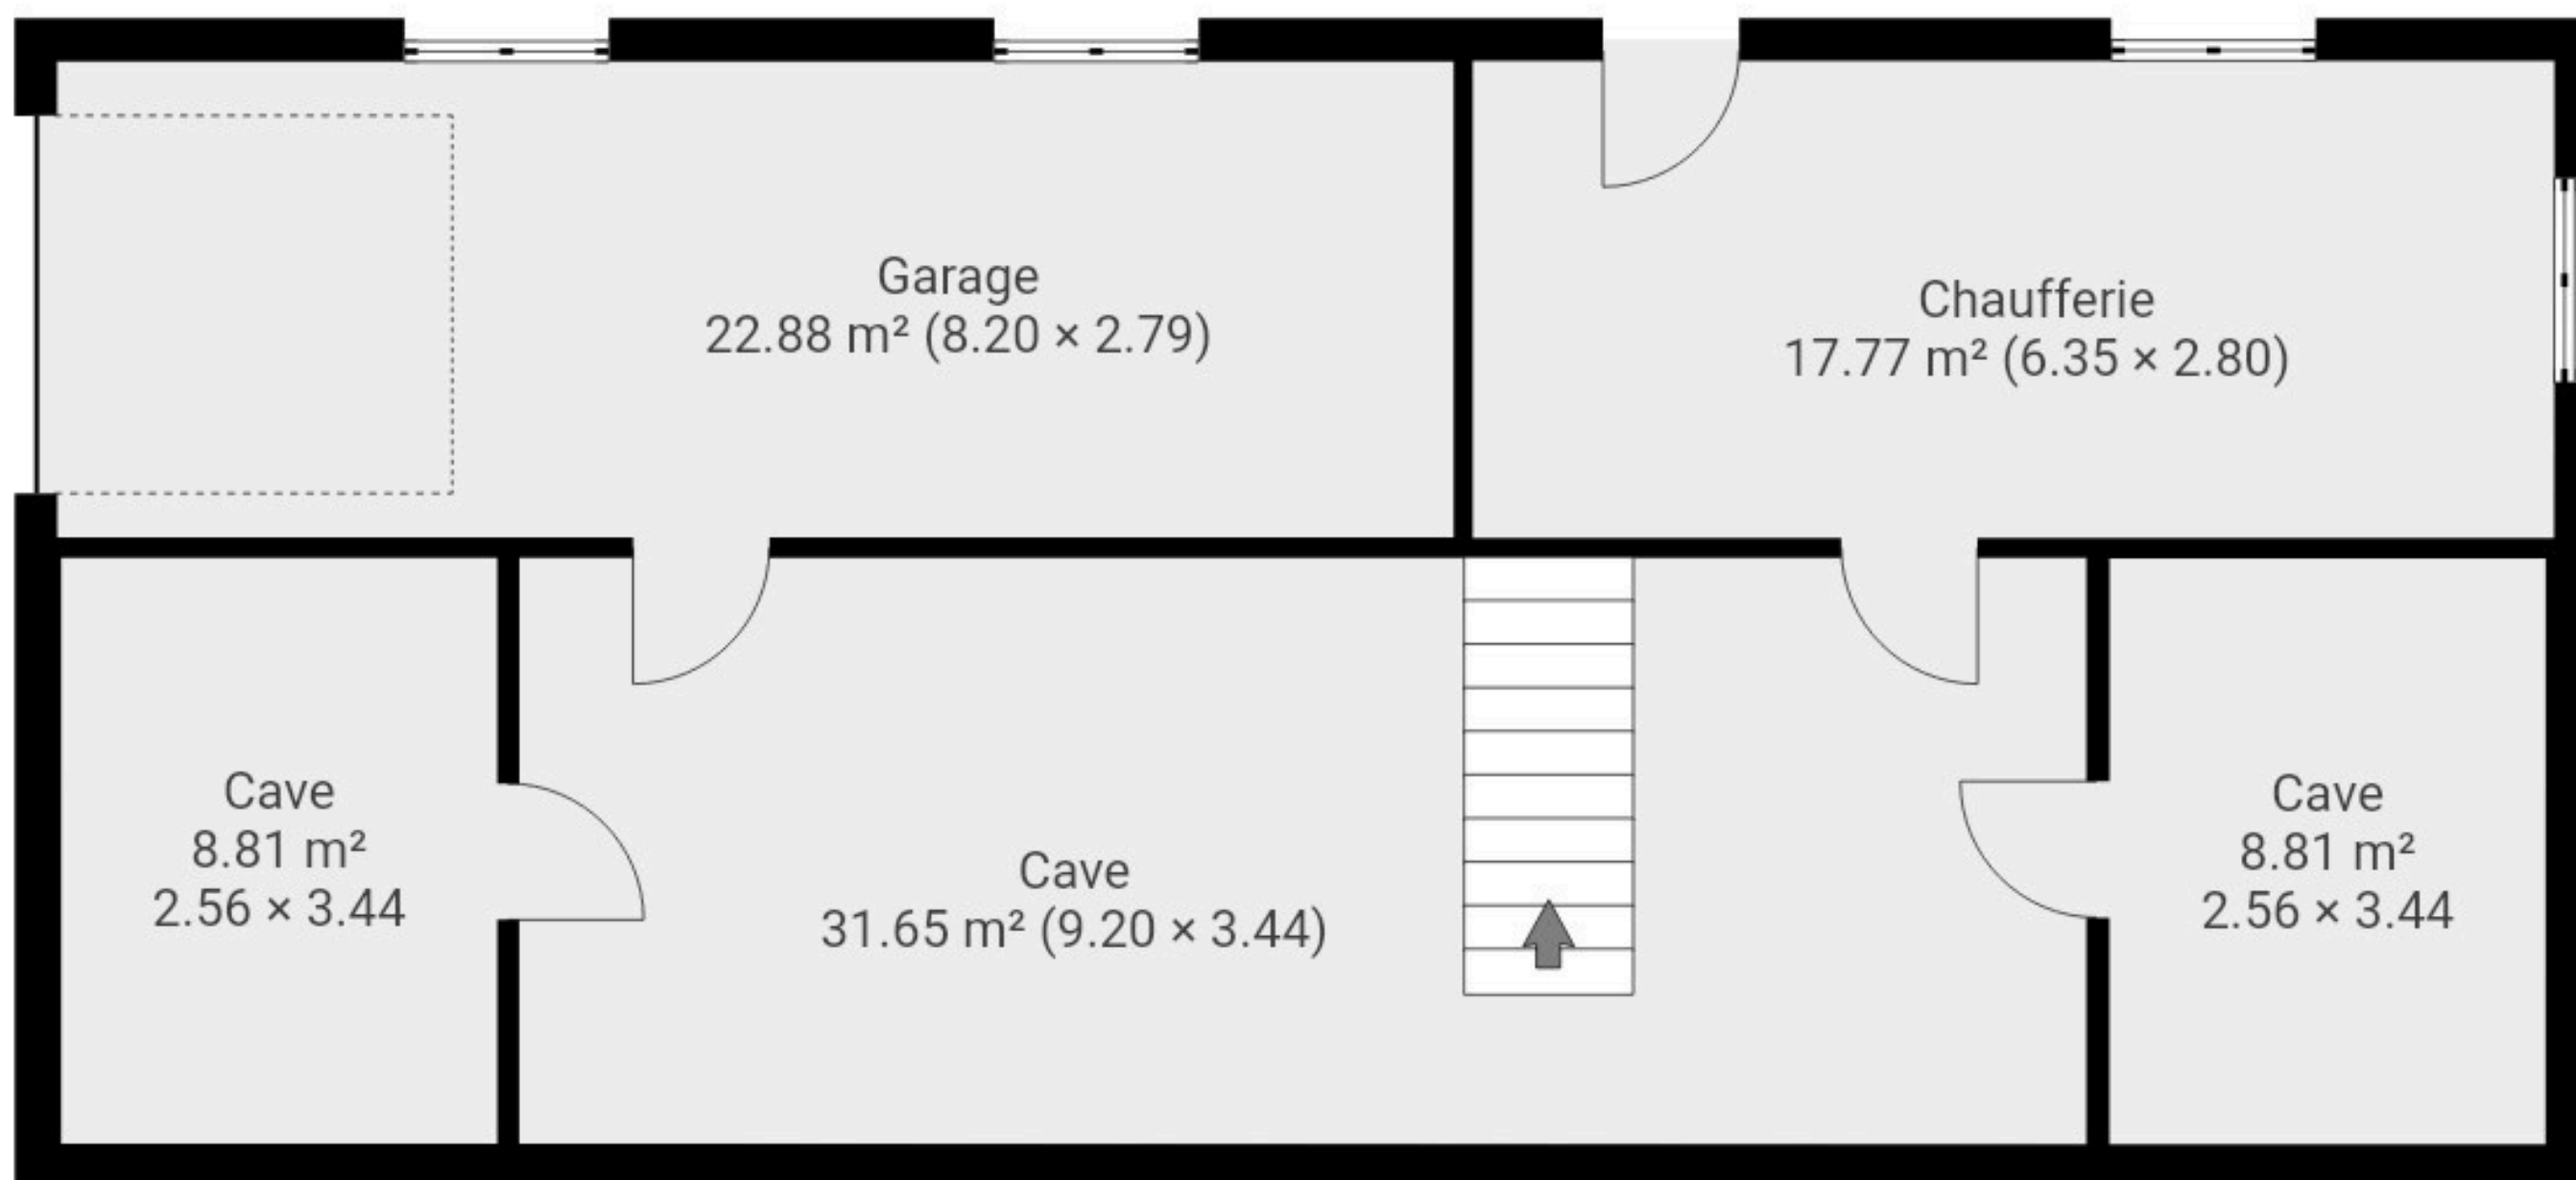 Garage
22.88 m² (8.20 × 2.79)
Chaufferie
17.77 m² (6.35 × 2.80)
Cave
8.81 m²
2.56 × 3.44
Cave
31.65 m² (9.20 × 3.44)
Cave
8.81 m²
2.56 × 3.44